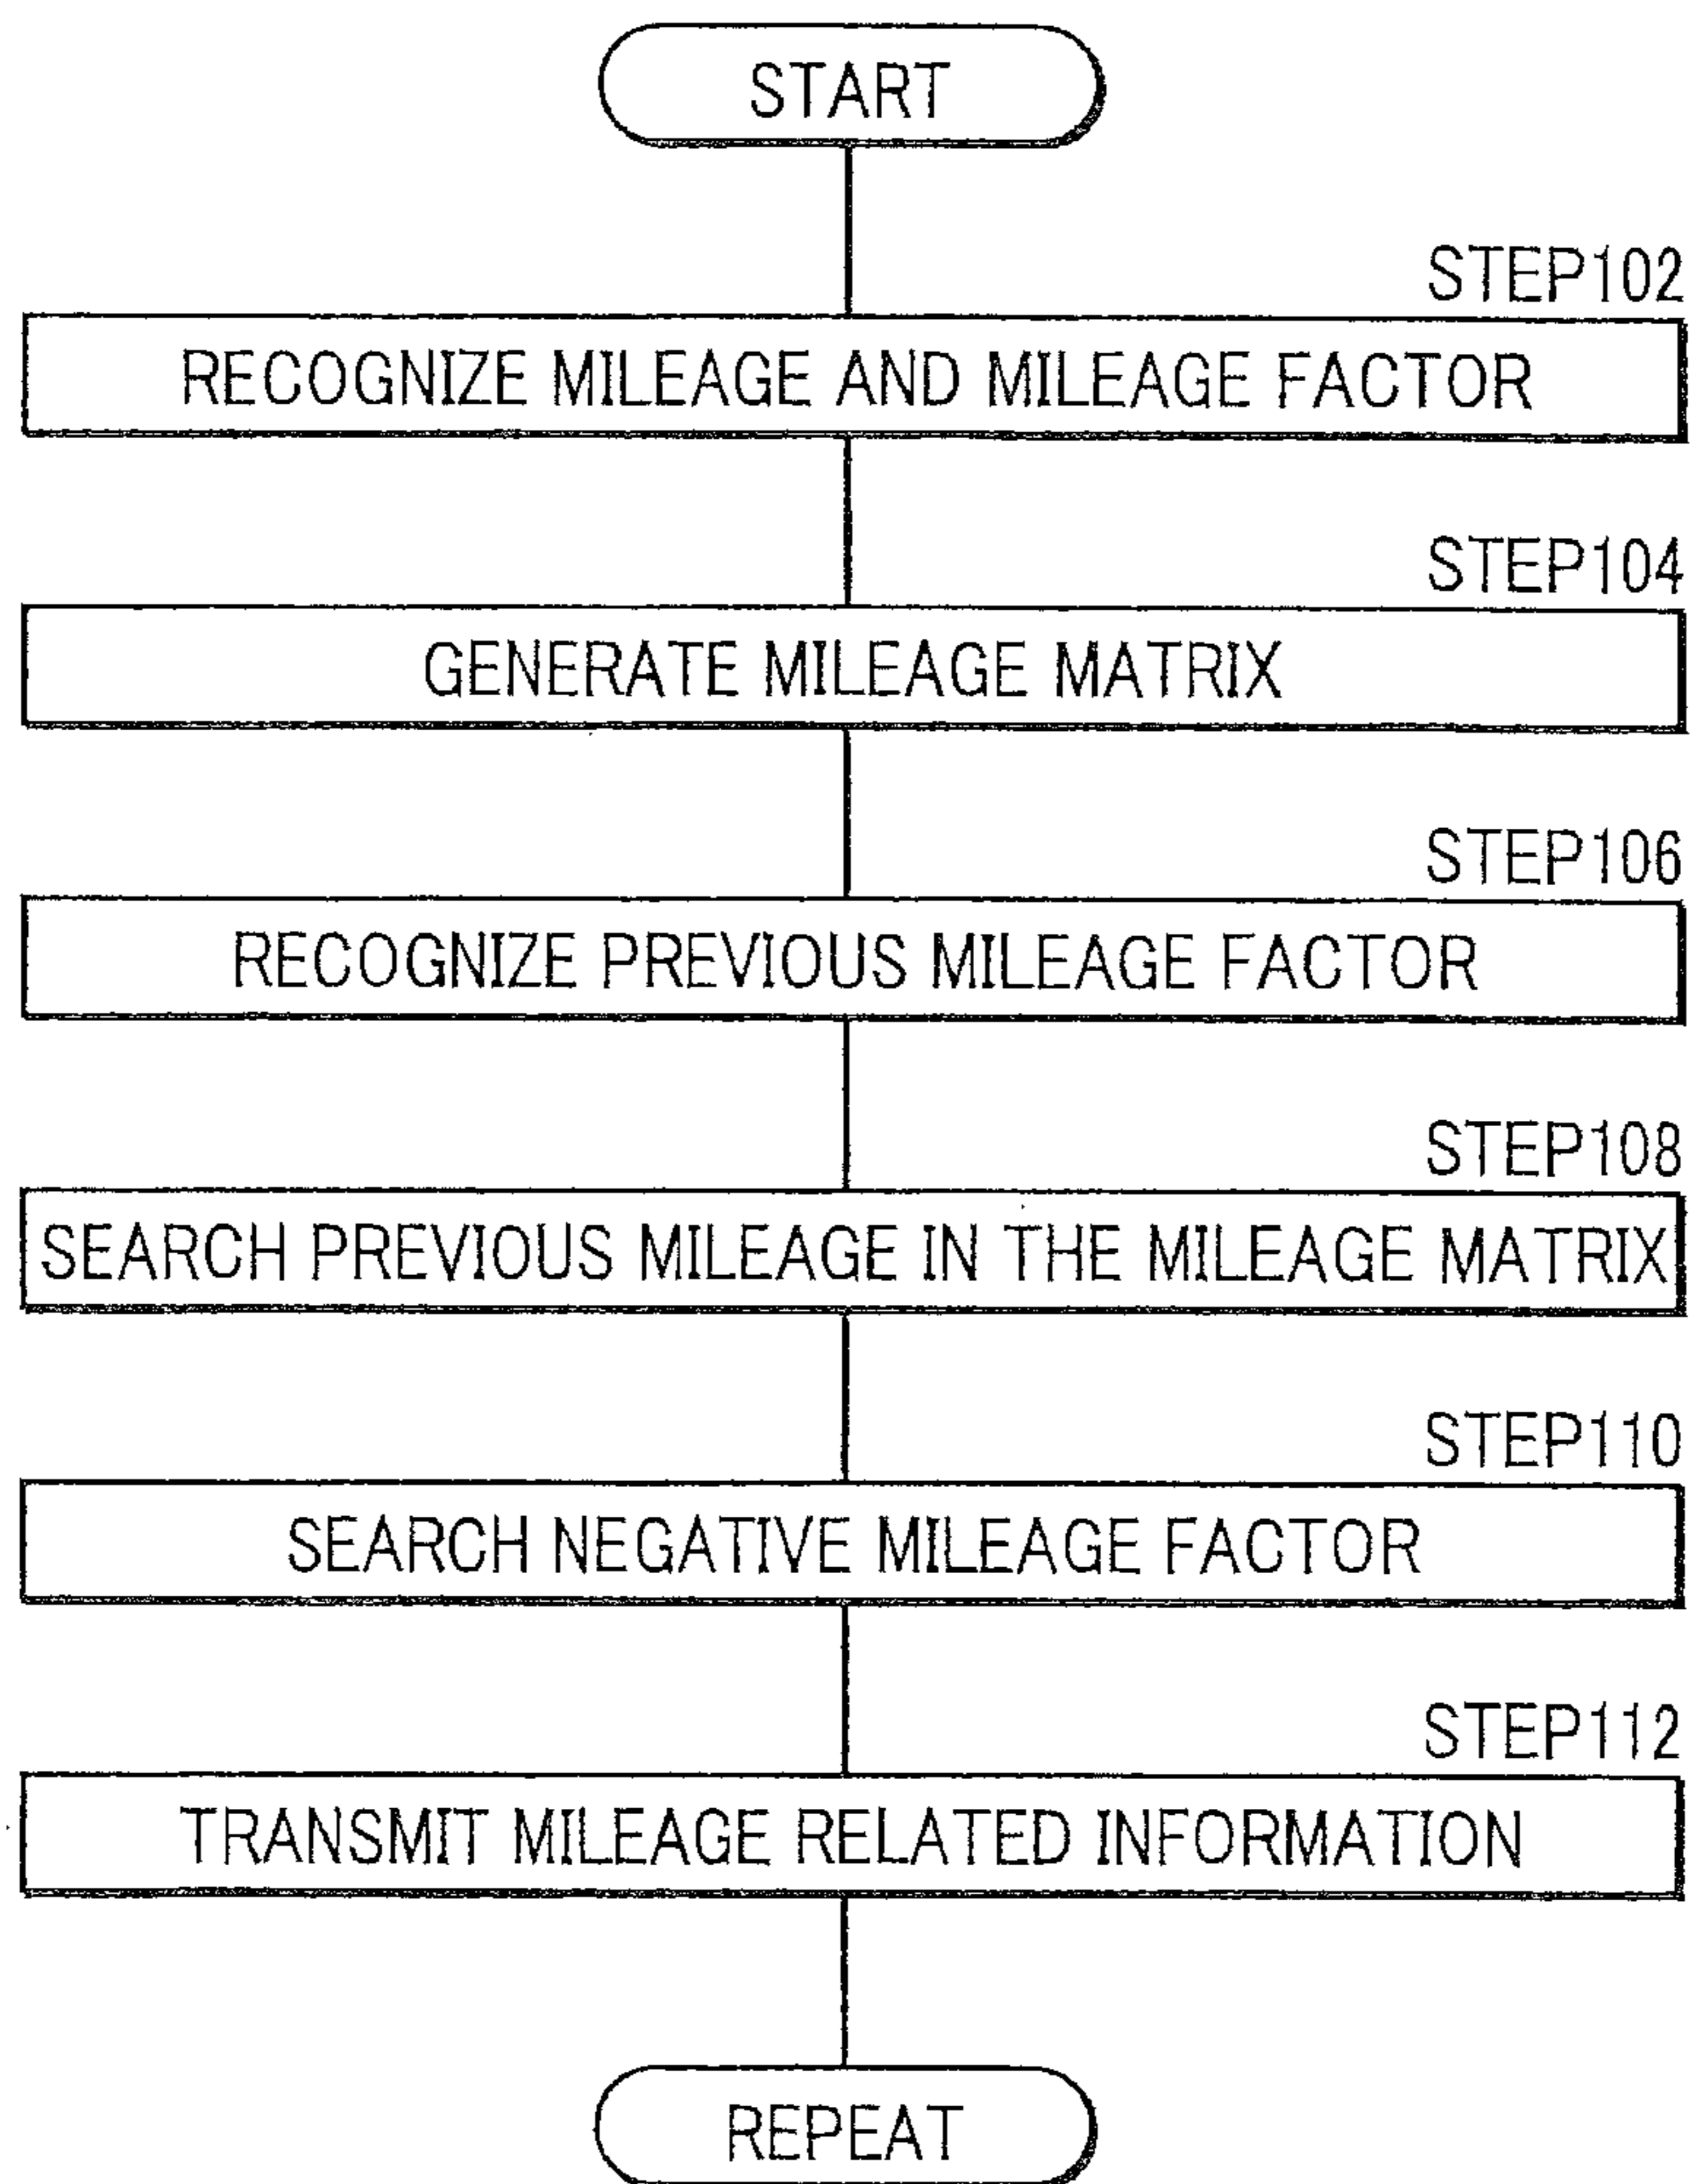 START
STEP102
RECOGNIZE MILEAGE AND MILEAGE FACTOR
STEP104
GENERATE MILEAGE MATRIX
STEP106
RECOGNIZE PREVIOUS MILEAGE FACTOR
STEP108
SEARCH PREVIOUS MILEAGE IN THE MILEAGE MATRIX
STEP110
SEARCH NEGATIVE MILEAGE FACTOR
STEP112
TRANSMIT MILEAGE RELATED INFORMATION
REPEAT